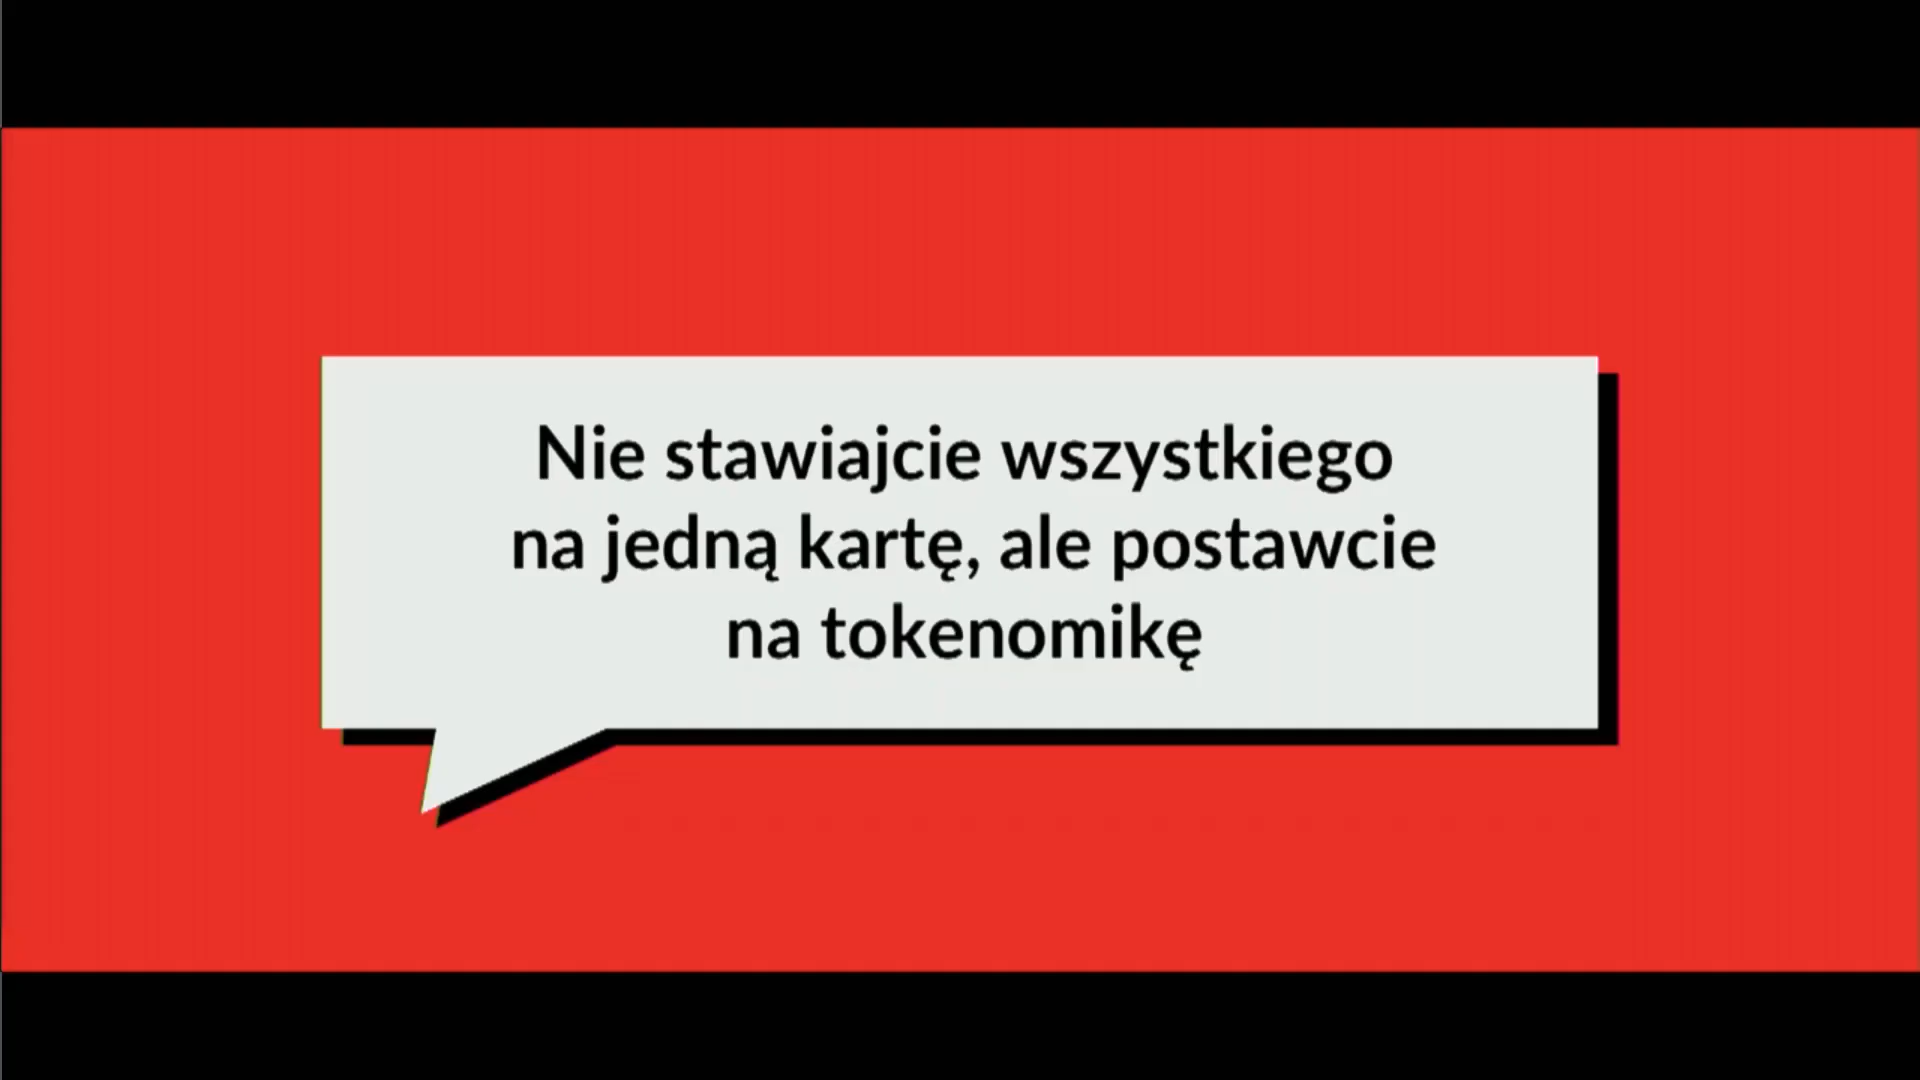 Nie stawiajcie wszystkiego
na jedną kartę, ale postawcie
na tokenomikę